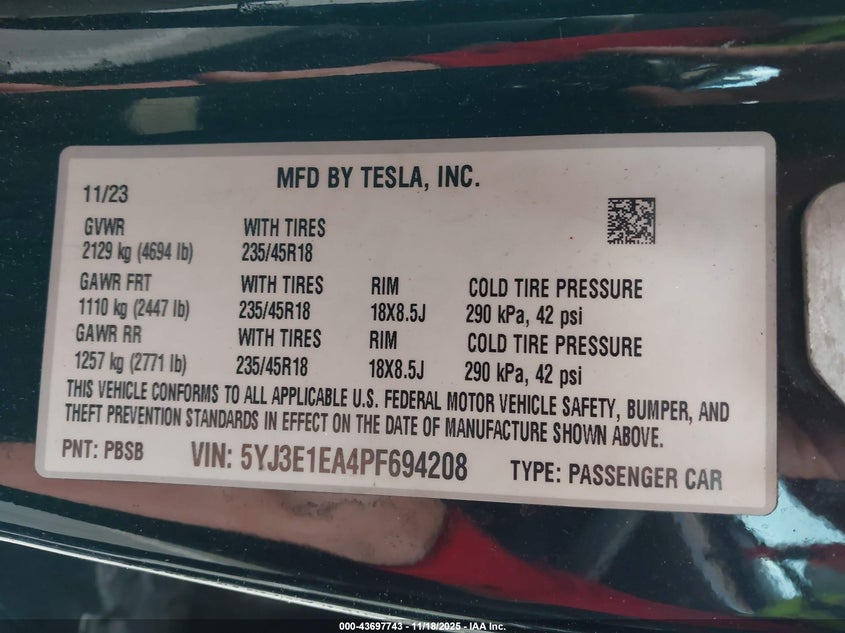 MFD BY TESLA, INC.
11/23
GVWR WITH TIRES
2129 kg (4694 lb) 235/45R18
GAWR FRT WITH TIRES RIM COLD TIRE PRESSURE
1110 kg (2447 lb) 235/45R18 18X8.5J 290 kPa, 42 psi
GAWR RR WITH TIRES RIM COLD TIRE PRESSURE
1257 kg (2771 lb) 235/45R18 18X8.5J 290 kPa, 42 psi
THIS VEHICLE CONFORMS TO ALL APPLICABLE U.S. FEDERAL MOTOR VEHICLE SAFETY, BUMPER, AND
THEFT PREVENTION STANDARDS IN EFFECT ON THE DATE OF MANUFACTURE SHOWN ABOVE.
PNT: PBSB VIN: 5YJ3E1EA4PF694208 TYPE: PASSENGER CAR
000-43697743 - 11/18/2025 - © IAA Inc.